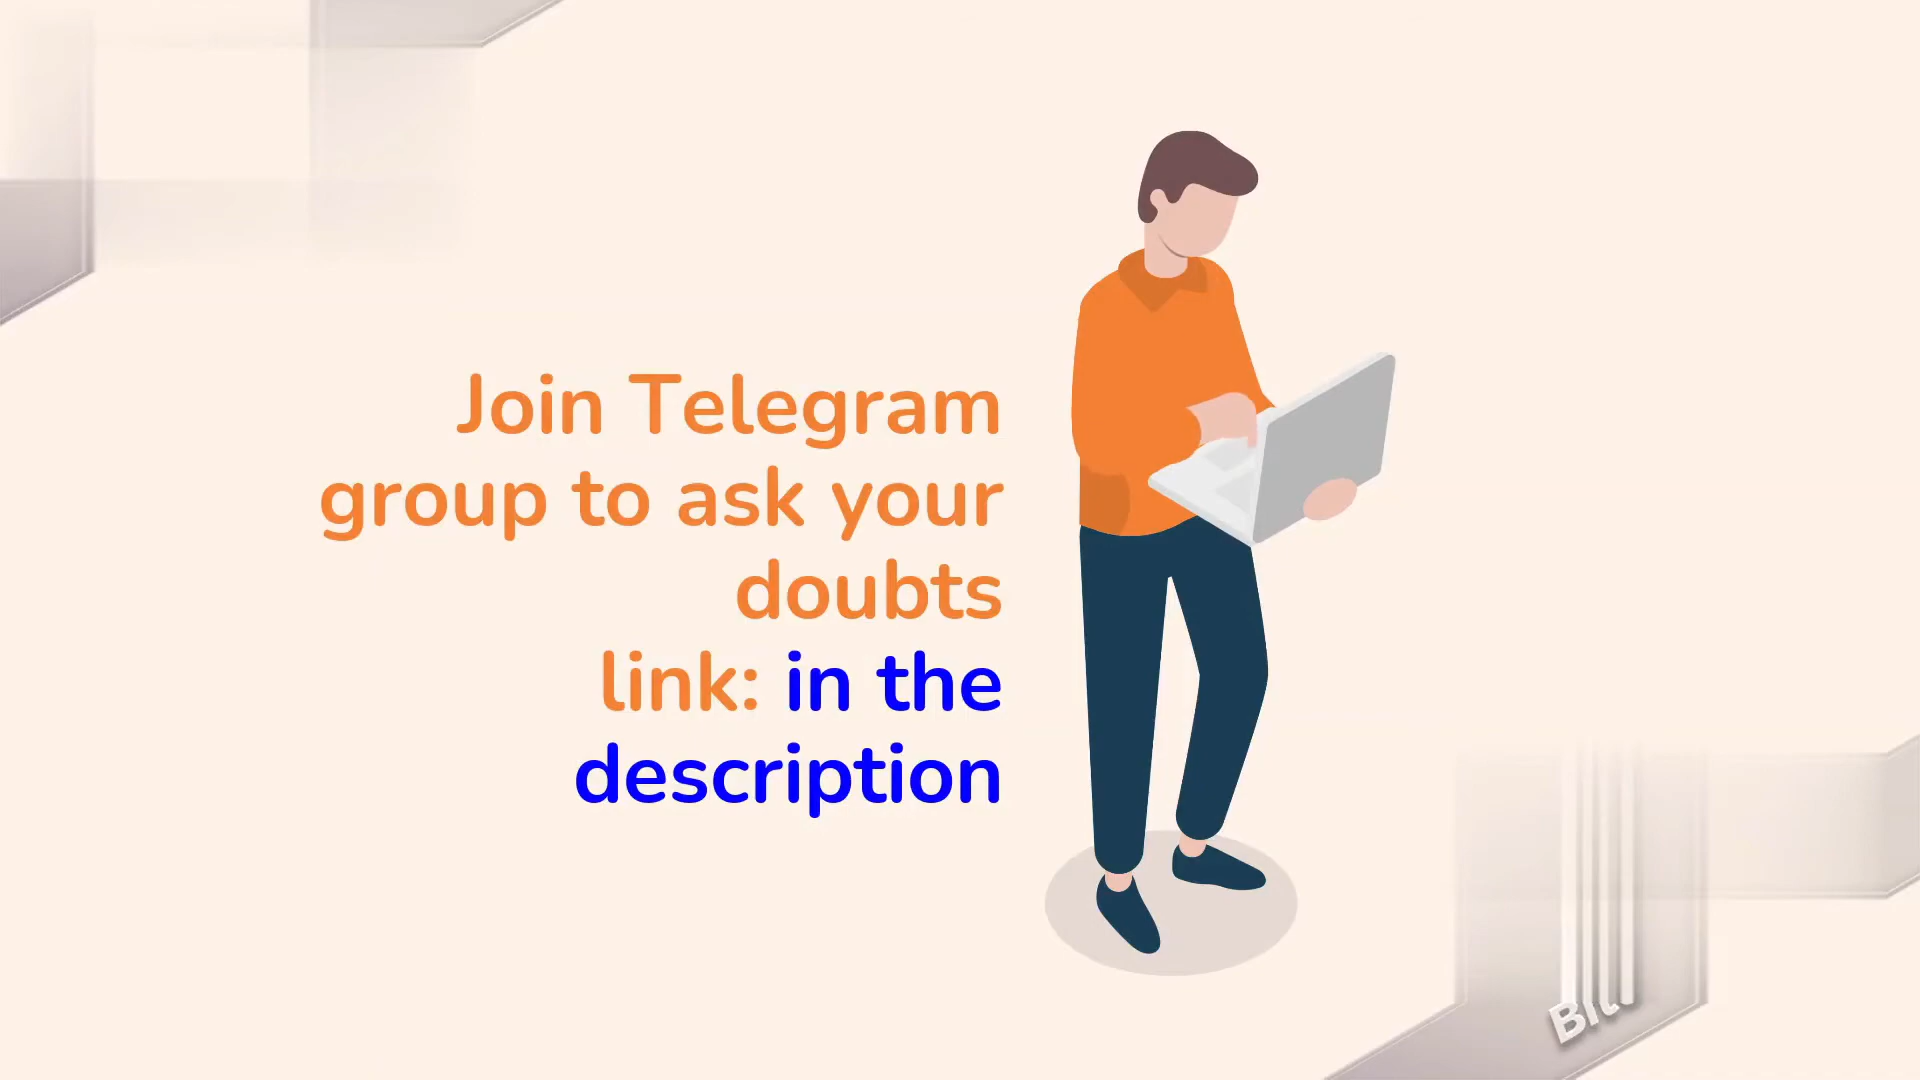 Join Telegram
group to ask your
doubts
link: in the
description